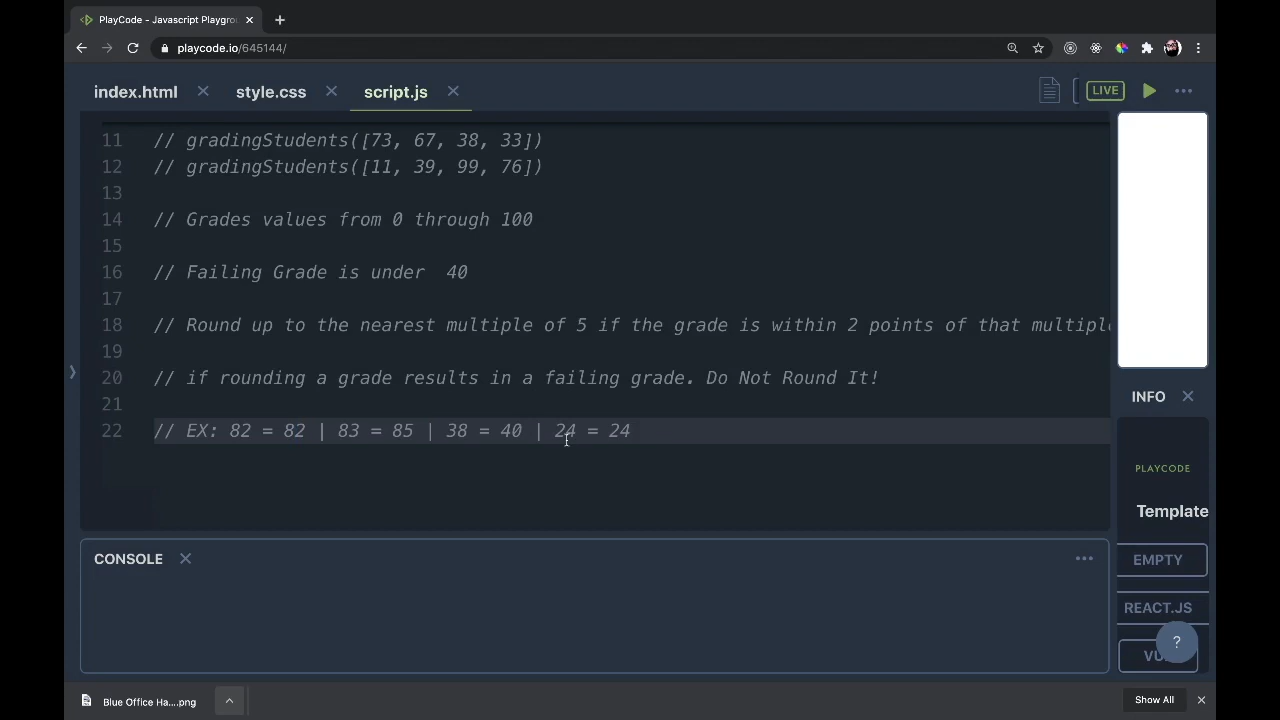 PlayCode - Javascript Playgro
playcode.io/645144/
index.html
style.css
script.js
LIVE
11 // gradingStudents([73, 67, 38, 33])
12 // gradingStudents([11, 39, 99, 76])
13
14 // Grades values from 0 through 100
15
16 // Failing Grade is under  40
17
18 // Round up to the nearest multiple of 5 if the grade is within 2 points of that multipl
19
20 // if rounding a grade results in a failing grade. Do Not Round It!
21
22 // EX: 82 = 82 | 83 = 85 | 38 = 40 | 24 = 24
INFO
PLAYCODE
Template
EMPTY
REACT.JS
VU
?
CONSOLE
Blue Office Ha....png
Show All